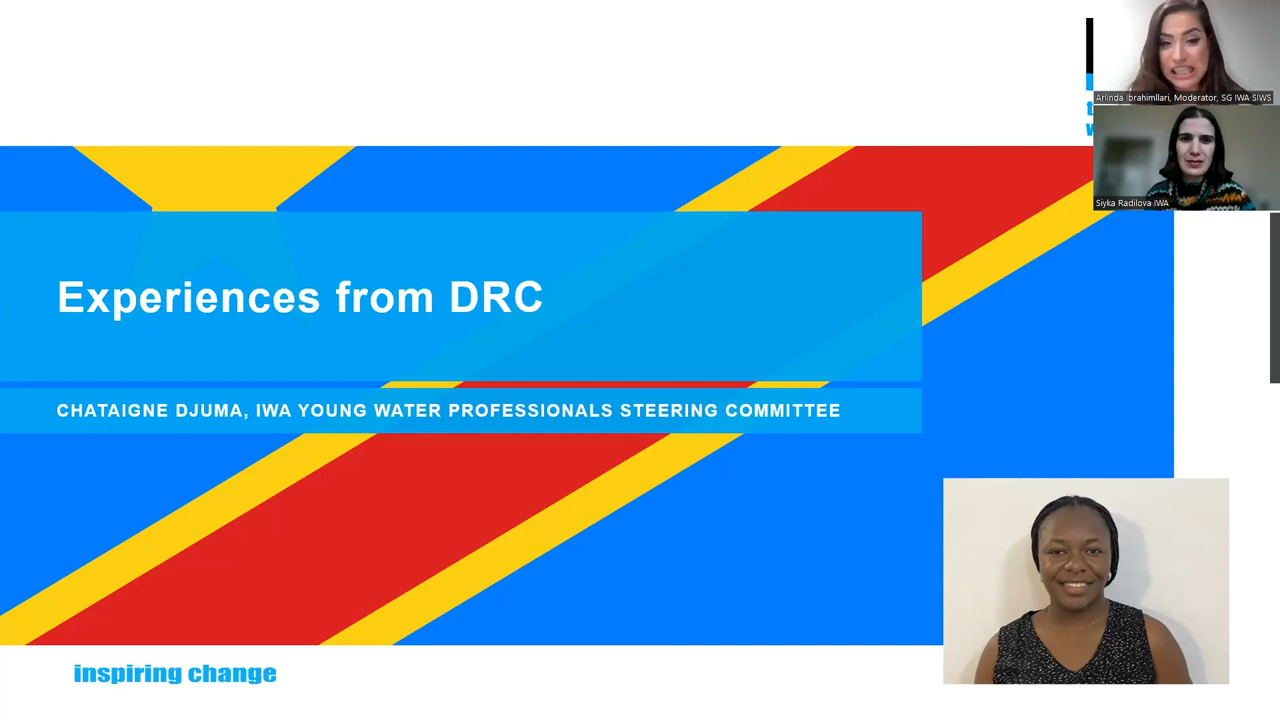 Arlinda Ibrahimllari, Moderator, SG IWA SIWS
Siyka Radilova IWA
Experiences from DRC
CHATAIGNE DJUMA, IWA YOUNG WATER PROFESSIONALS STEERING COMMITTEE
inspiring change